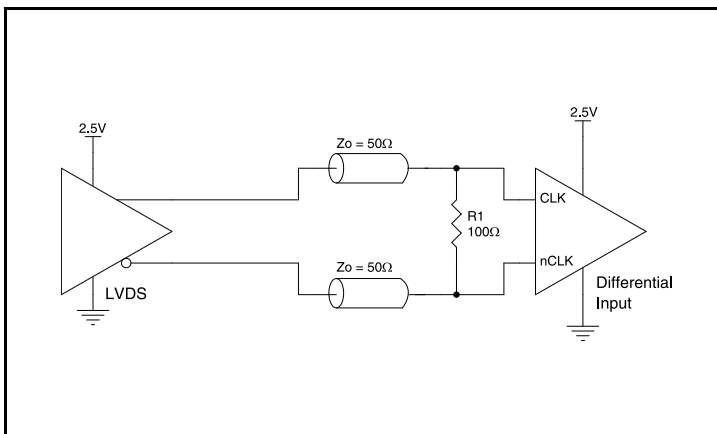 2.5V
2.5V
Zo = 50Ω
CLK
R1
100Ω
Zo = 50Ω
nCLK
LVDS
Differential
Input